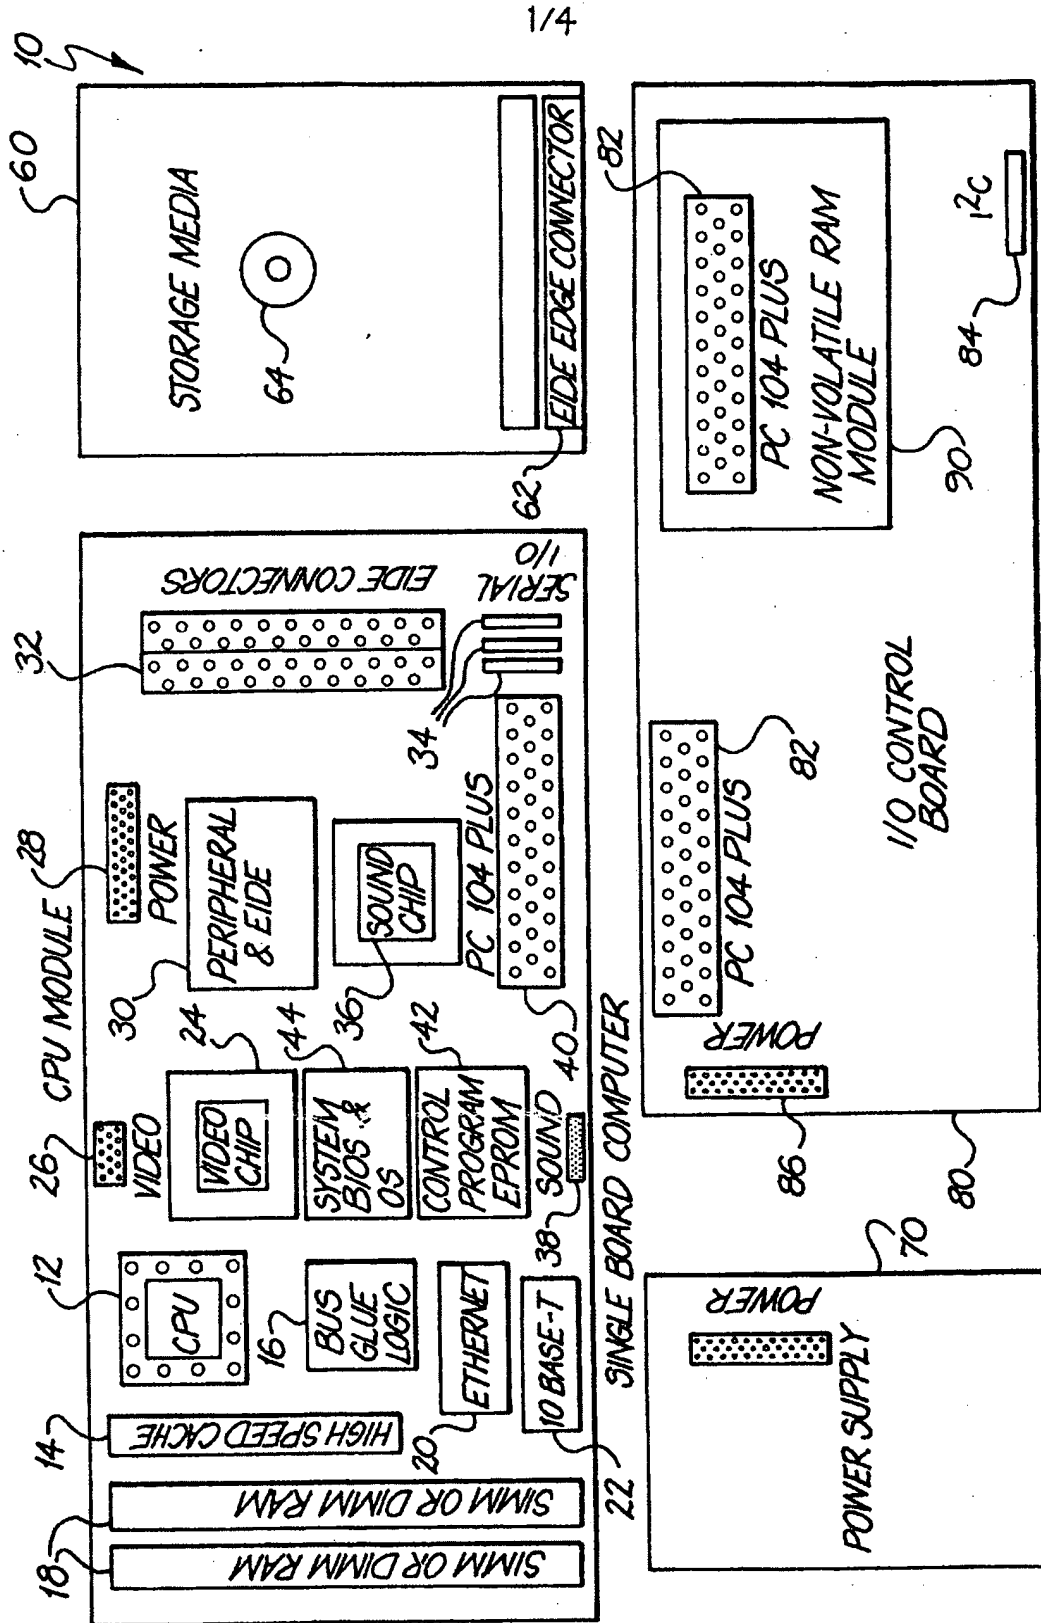 1/4
10
60
STORAGE MEDIA
64
EIDE EDGE CONNECTOR
62
CPU MODULE
18
SIMM OR DIMM RAM
SIMM OR DIMM RAM
14
HIGH SPEED CACHE
12
CPU
16
BUS
GLUE
LOGIC
20
ETHERNET
22
10 BASE-T
26
VIDEO
24
VIDEO
CHIP
44
SYSTEM
BIOS &
OS
42
CONTROL
PROGRAM
EPROM
38
SOUND
28
POWER
30
PERIPHERAL
& EIDE
36
SOUND
CHIP
40
PC 104 PLUS
32
EIDE CONNECTORS
34
SERIAL
I/O
SINGLE BOARD COMPUTER
70
POWER
POWER SUPPLY
80
86
POWER
82
PC 104 PLUS
I/O CONTROL
BOARD
82
PC 104 PLUS
NON-VOLATILE RAM
MODULE
90
84
I²C